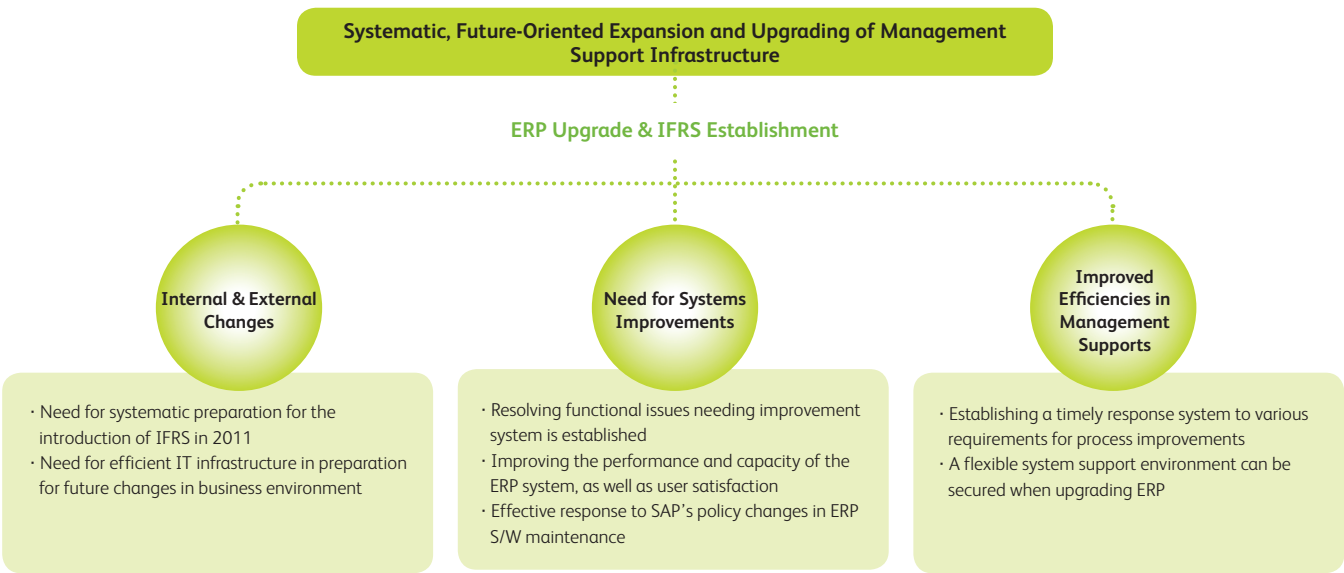 Systematic, Future-Oriented Expansion and Upgrading of Management
Support Infrastructure
ERP Upgrade & IFRS Establishment
Internal & External
Changes
· Need for systematic preparation for the
introduction of IFRS in 2011
· Need for efficient IT infrastructure in preparation
for future changes in business environment
Need for Systems
Improvements
· Resolving functional issues needing improvement
system is established
· Improving the performance and capacity of the
ERP system, as well as user satisfaction
· Effective response to SAP’s policy changes in ERP
S/W maintenance
Improved
Efficiencies in
Management
Supports
· Establishing a timely response system to various
requirements for process improvements
· A flexible system support environment can be
secured when upgrading ERP